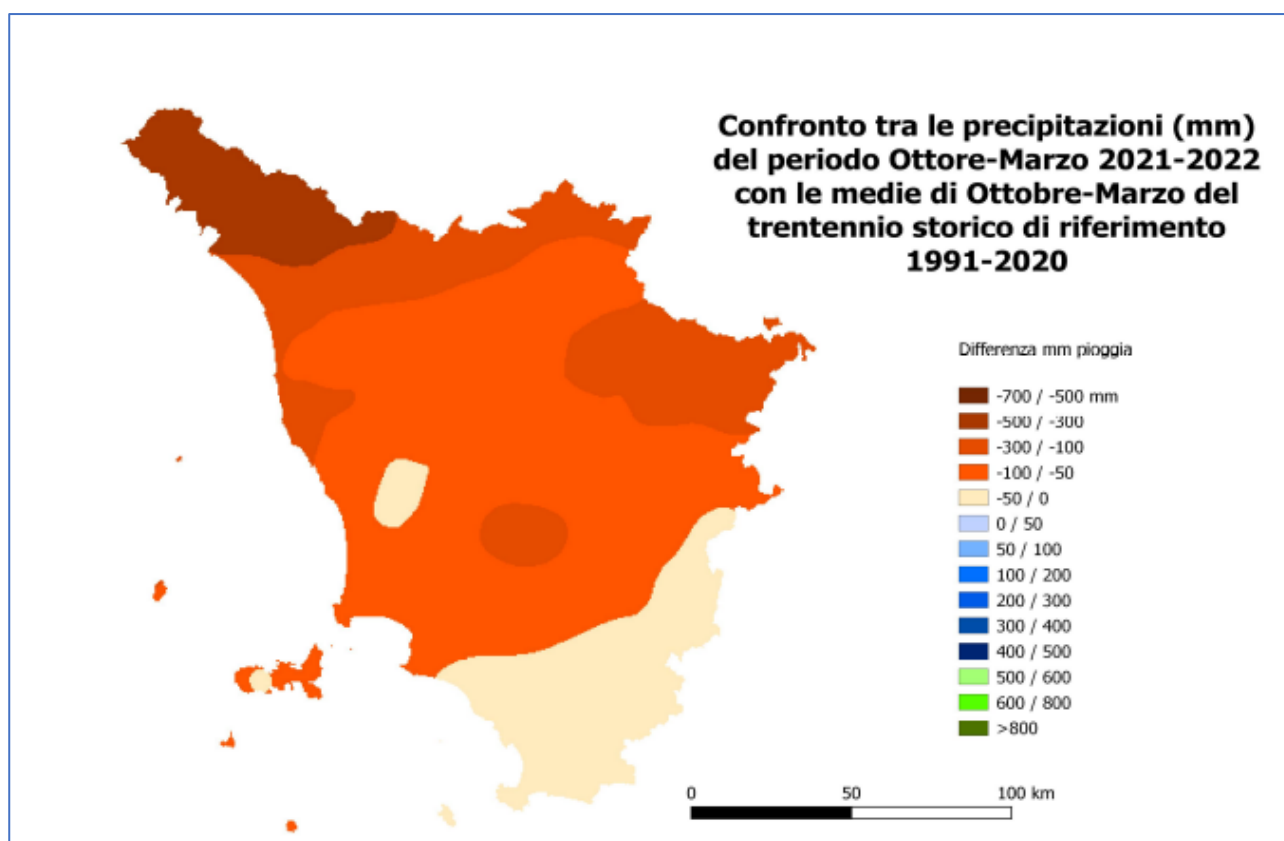 Confronto tra le precipitazioni (mm)
del periodo Ottore-Marzo 2021-2022
con le medie di Ottobre-Marzo del
trentennio storico di riferimento
1991-2020
Differenza mm pioggia
-700 / -500 mm
-500 / -300
-300 / -100
-100 / -50
-50 / 0
0 / 50
50 / 100
100 / 200
200 / 300
300 / 400
400 / 500
500 / 600
600 / 800
>800
0 50 100 km